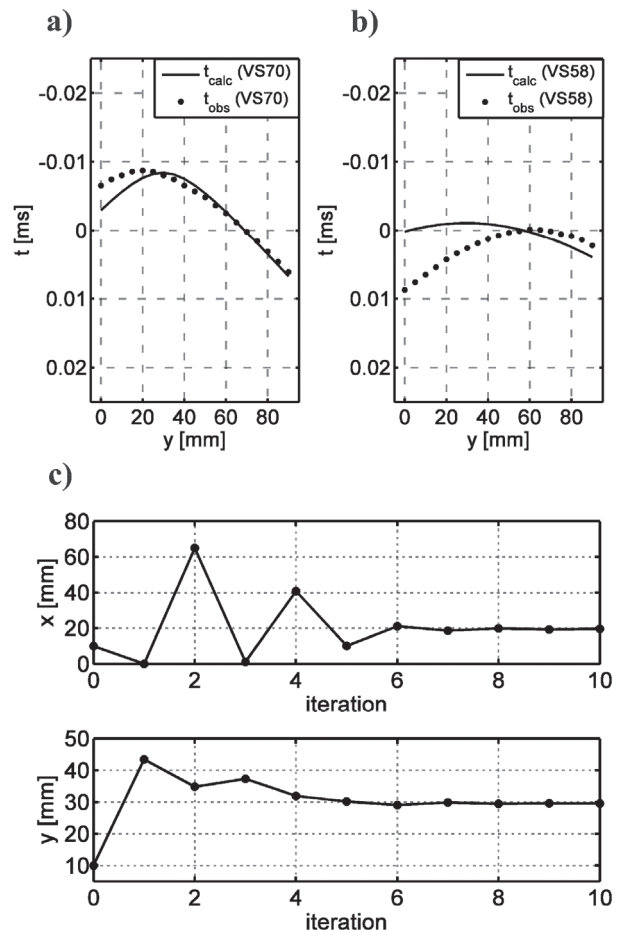 a)
t_calc (VS70)
t_obs (VS70)
-0.02
-0.01
0
0.01
0.02
t [ms]
0 20 40 60 80
y [mm]
b)
t_calc (VS58)
t_obs (VS58)
-0.02
-0.01
0
0.01
0.02
t [ms]
0 20 40 60 80
y [mm]
c)
80
60
40
20
0
x [mm]
0 2 4 6 8 10
iteration
50
40
30
20
10
y [mm]
0 2 4 6 8 10
iteration